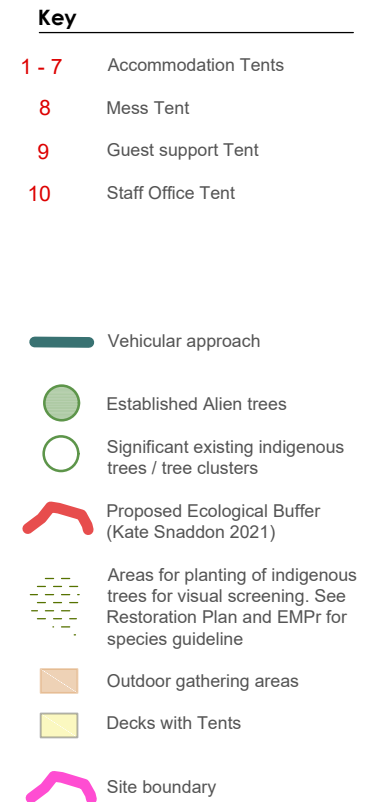 Key
1 - 7 Accommodation Tents
8 Mess Tent
9 Guest support Tent
10 Staff Office Tent
Vehicular approach
Established Alien trees
Significant existing indigenous
trees / tree clusters
Proposed Ecological Buffer
(Kate Snaddon 2021)
Areas for planting of indigenous
trees for visual screening. See
Restoration Plan and EMPr for
species guideline
Outdoor gathering areas
Decks with Tents
Site boundary